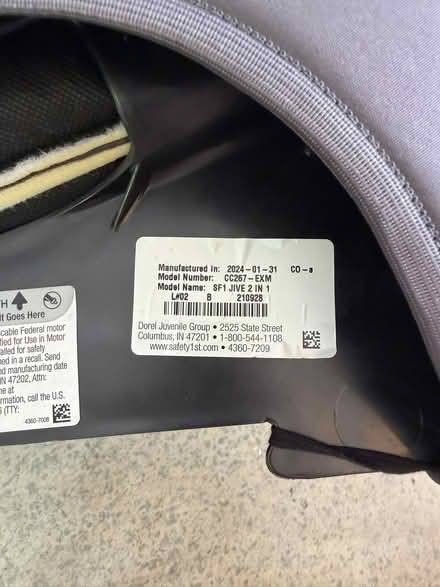 Manufactured in: 2024-01-31 CO-a
Model Number: CC267-EXM
Model Name: SF1 JIVE 2 IN 1
L#02 B 210928
Dorel Juvenile Group • 2525 State Street
Columbus, IN 47201 • 1-800-544-1108
www.safety1st.com • 4360-7209
it Goes Here
Federal motor
for Use in Motor
for safety
in a recall. Send
manufacturing date
IN 47202, Attn:
at
call the U.S.
(TTY:
4360-7008